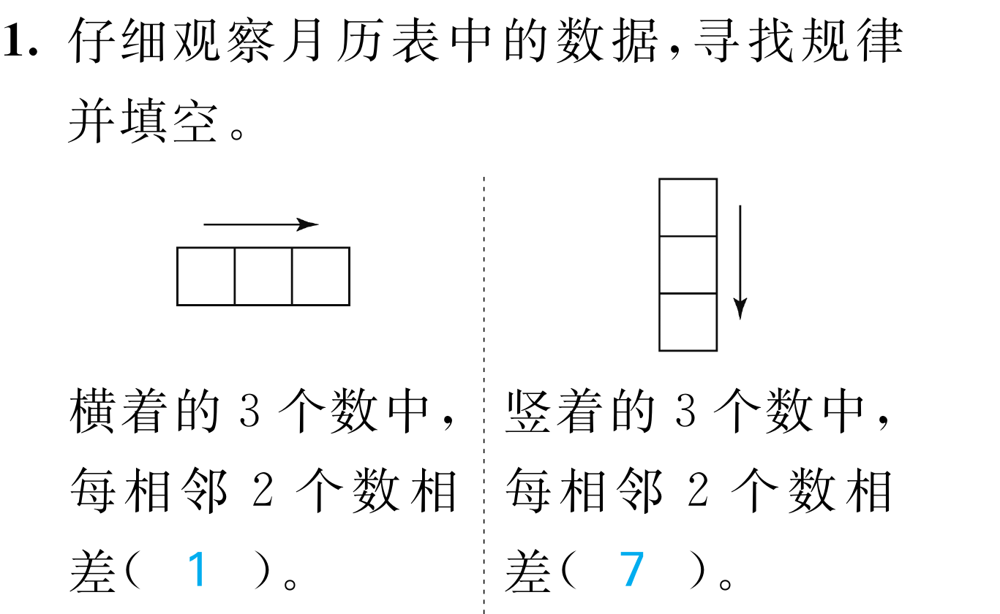 1. 仔细观察月历表中的数据,寻找规律
并填空。
横着的 3 个数中,
每相邻 2 个数相
差( 1 )。
竖着的 3 个数中,
每相邻 2 个数相
差( 7 )。